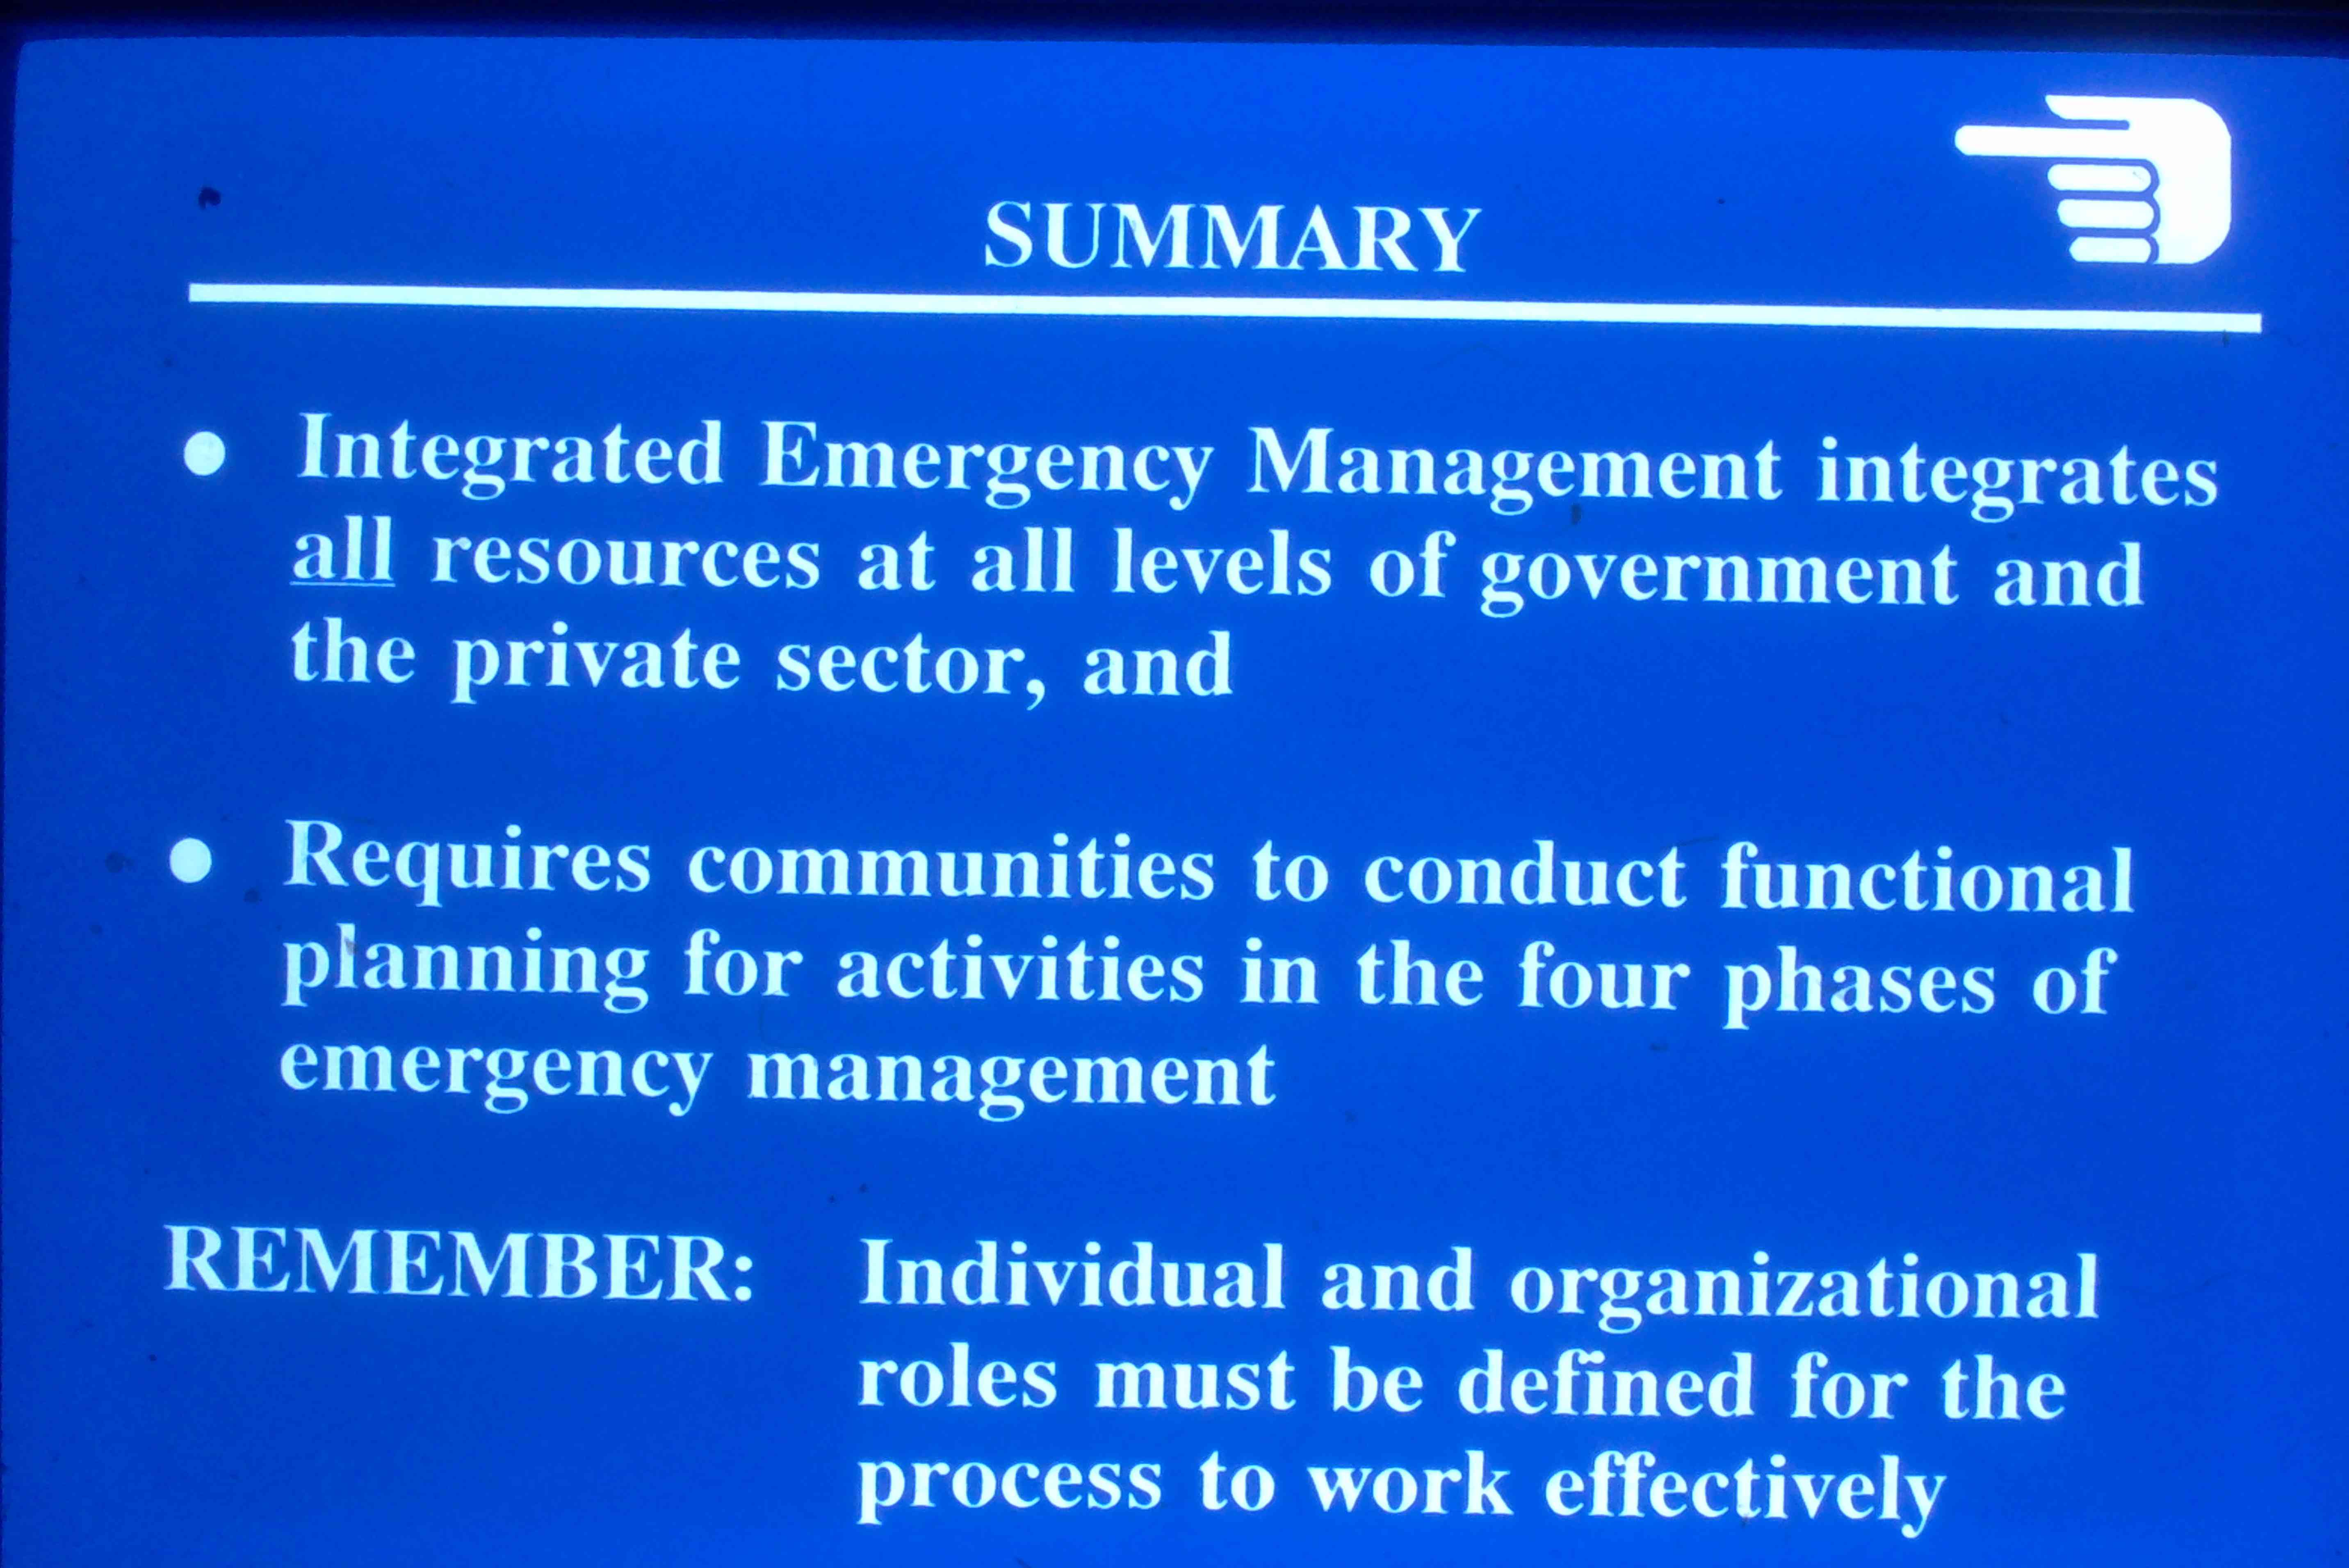 SUMMARY
● Integrated Emergency Management integrates
all resources at all levels of government and
the private sector, and
● Requires communities to conduct functional
planning for activities in the four phases of
emergency management
REMEMBER: Individual and organizational
roles must be defined for the
process to work effectively